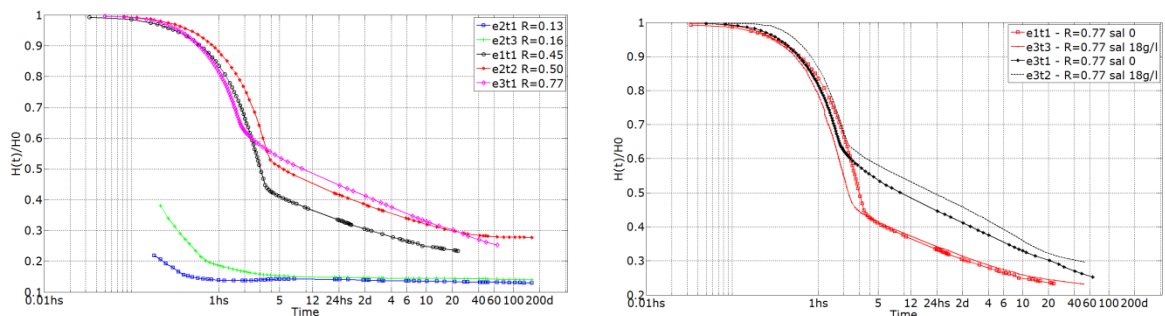 1
0.9
0.8
0.7
0.6
0.5
0.4
0.3
0.2
0.1
H(t)/H0
0.01hs 1hs 5 12 24hs 2d 4 6 10 20 40 60 100 200d
Time
e2t1 R=0.13
e2t3 R=0.16
e1t1 R=0.45
e2t2 R=0.50
e3t1 R=0.77
1
0.9
0.8
0.7
0.6
0.5
0.4
0.3
0.2
H(t)/H0
0.01hs 1hs 5 12 24hs 2d 4 6 10 20 40 60 100 200d
Time
e1t1 - R=0.77 sal 0
e3t3 - R=0.77 sal 18g/l
e3t1 - R=0.77 sal 0
e3t2 - R=0.77 sal 18g/l